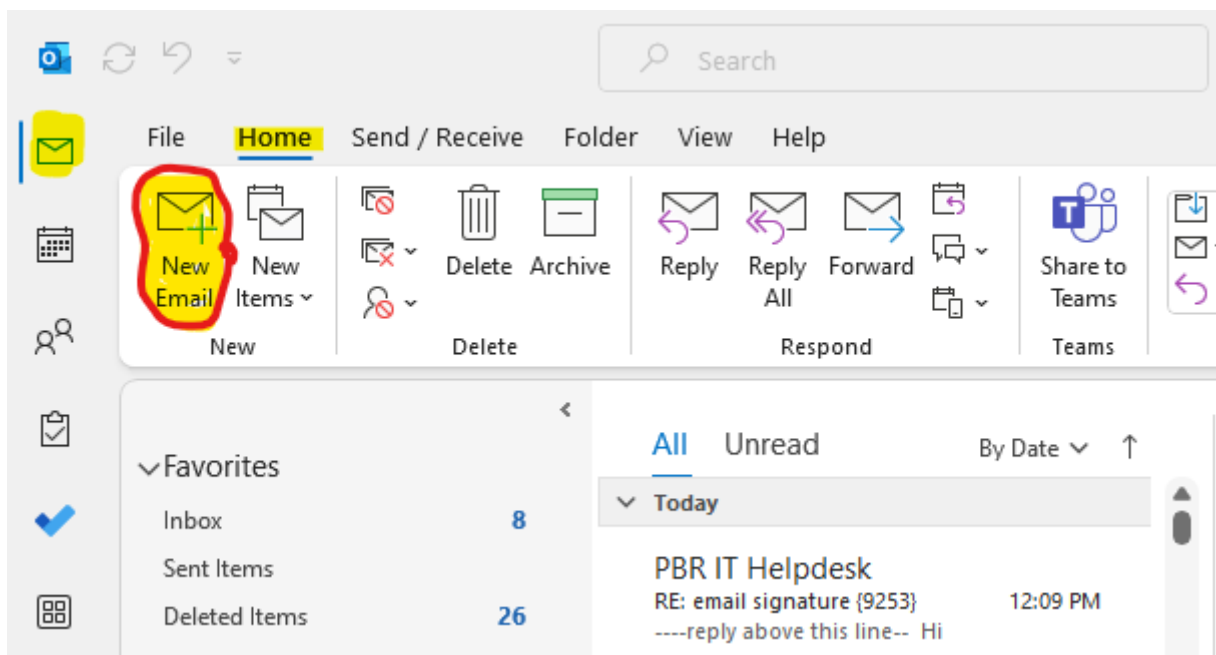 Search
File Home Send / Receive Folder View Help
New Email
New Items
Delete
Archive
Reply
Reply All
Forward
Share to Teams
New
Delete
Respond
Teams
Favorites
Inbox 8
Sent Items
Deleted Items 26
All Unread By Date
Today
PBR IT Helpdesk
RE: email signature {9253} 12:09 PM
----reply above this line-- Hi